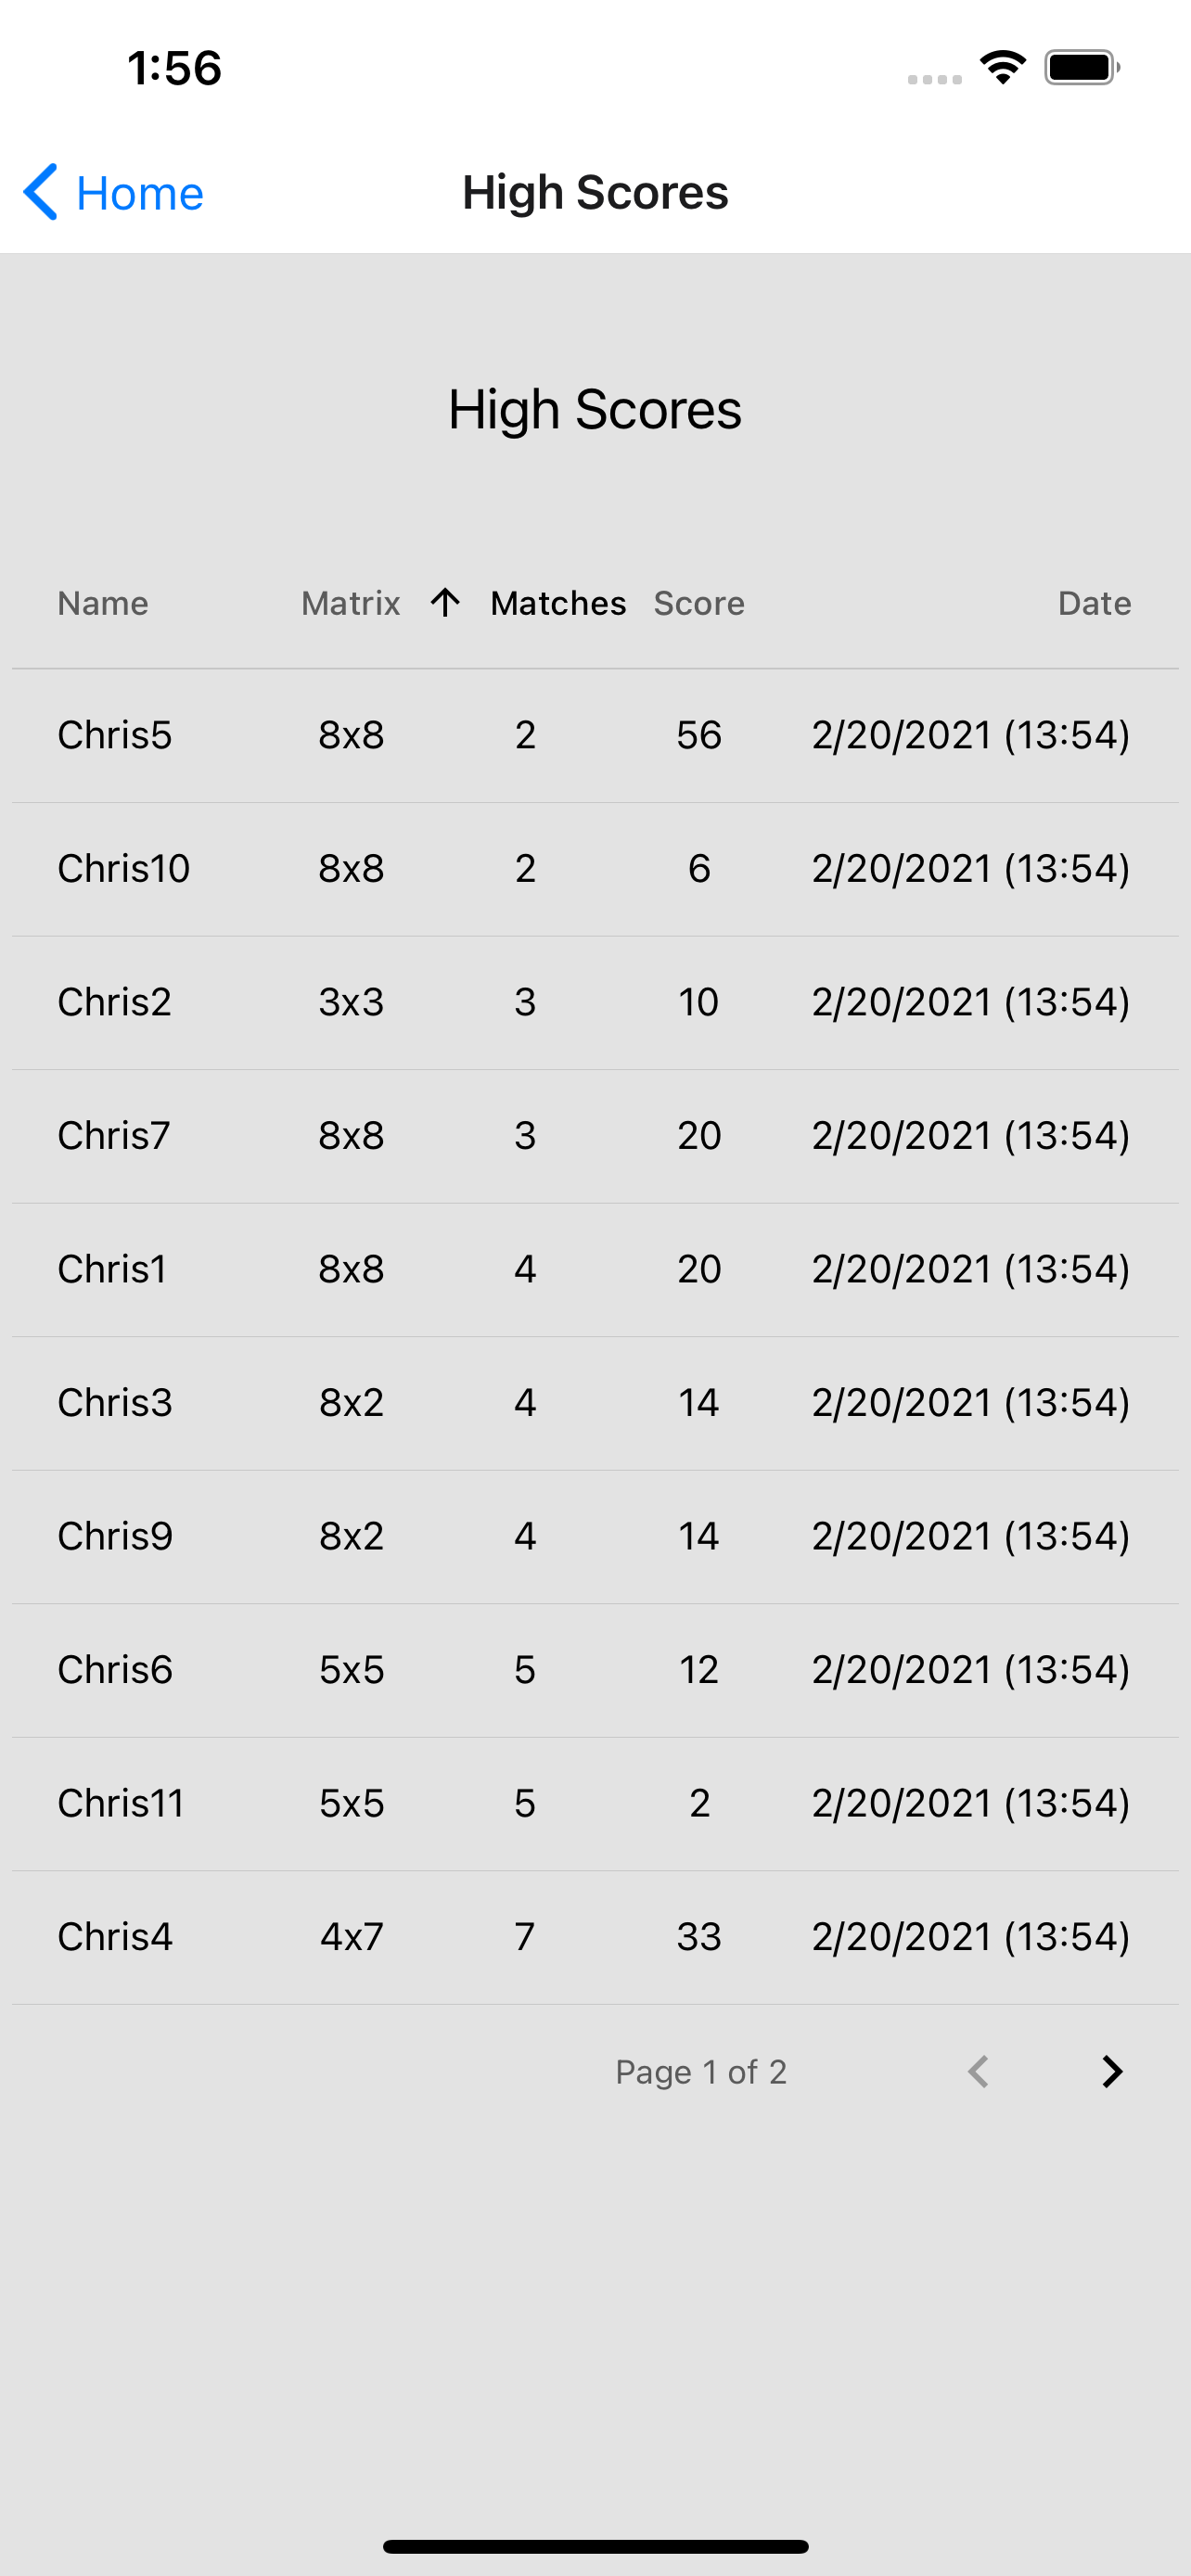 1:56
Home High Scores
High Scores
Name Matrix ↑ Matches Score Date
Chris5 8x8 2 56 2/20/2021 (13:54)
Chris10 8x8 2 6 2/20/2021 (13:54)
Chris2 3x3 3 10 2/20/2021 (13:54)
Chris7 8x8 3 20 2/20/2021 (13:54)
Chris1 8x8 4 20 2/20/2021 (13:54)
Chris3 8x2 4 14 2/20/2021 (13:54)
Chris9 8x2 4 14 2/20/2021 (13:54)
Chris6 5x5 5 12 2/20/2021 (13:54)
Chris11 5x5 5 2 2/20/2021 (13:54)
Chris4 4x7 7 33 2/20/2021 (13:54)
Page 1 of 2